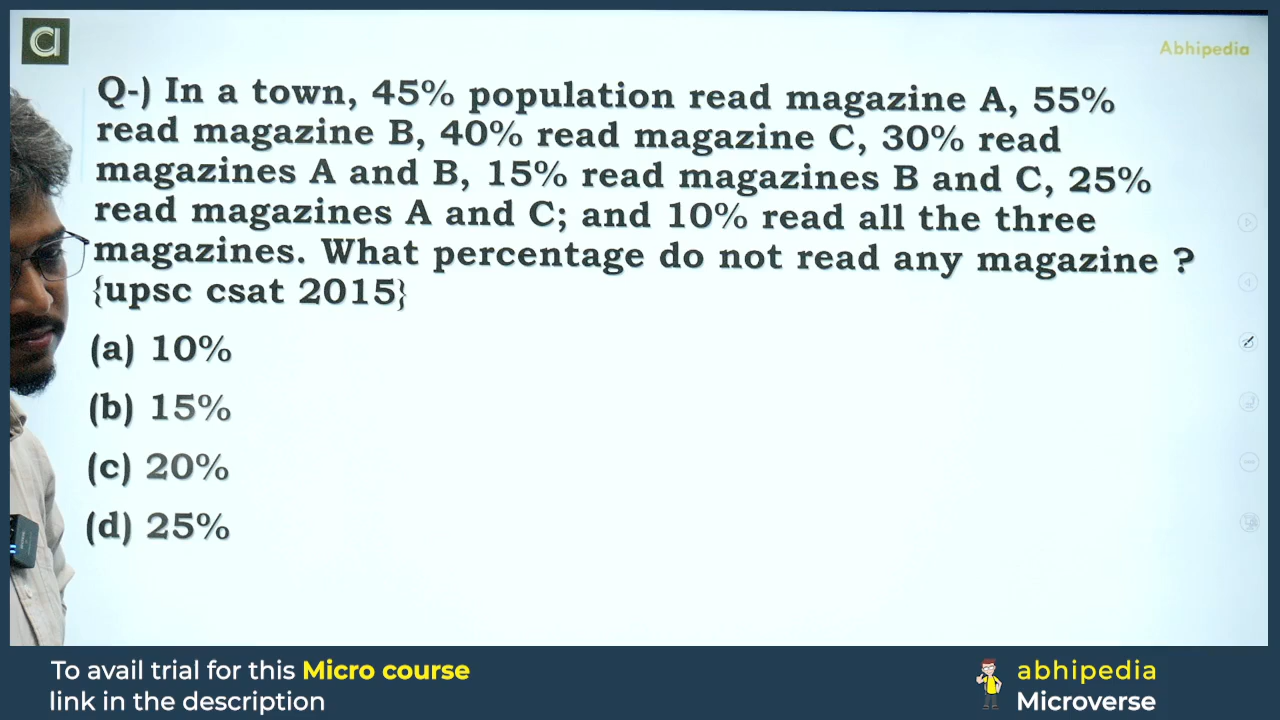 Abhipedia
Q-) In a town, 45% population read magazine A, 55%
read magazine B, 40% read magazine C, 30% read
magazines A and B, 15% read magazines B and C, 25%
read magazines A and C; and 10% read all the three
magazines. What percentage do not read any magazine ?
{upsc csat 2015}
(a) 10%
(b) 15%
(c) 20%
(d) 25%
To avail trial for this Micro course
link in the description
abhipedia
Microverse